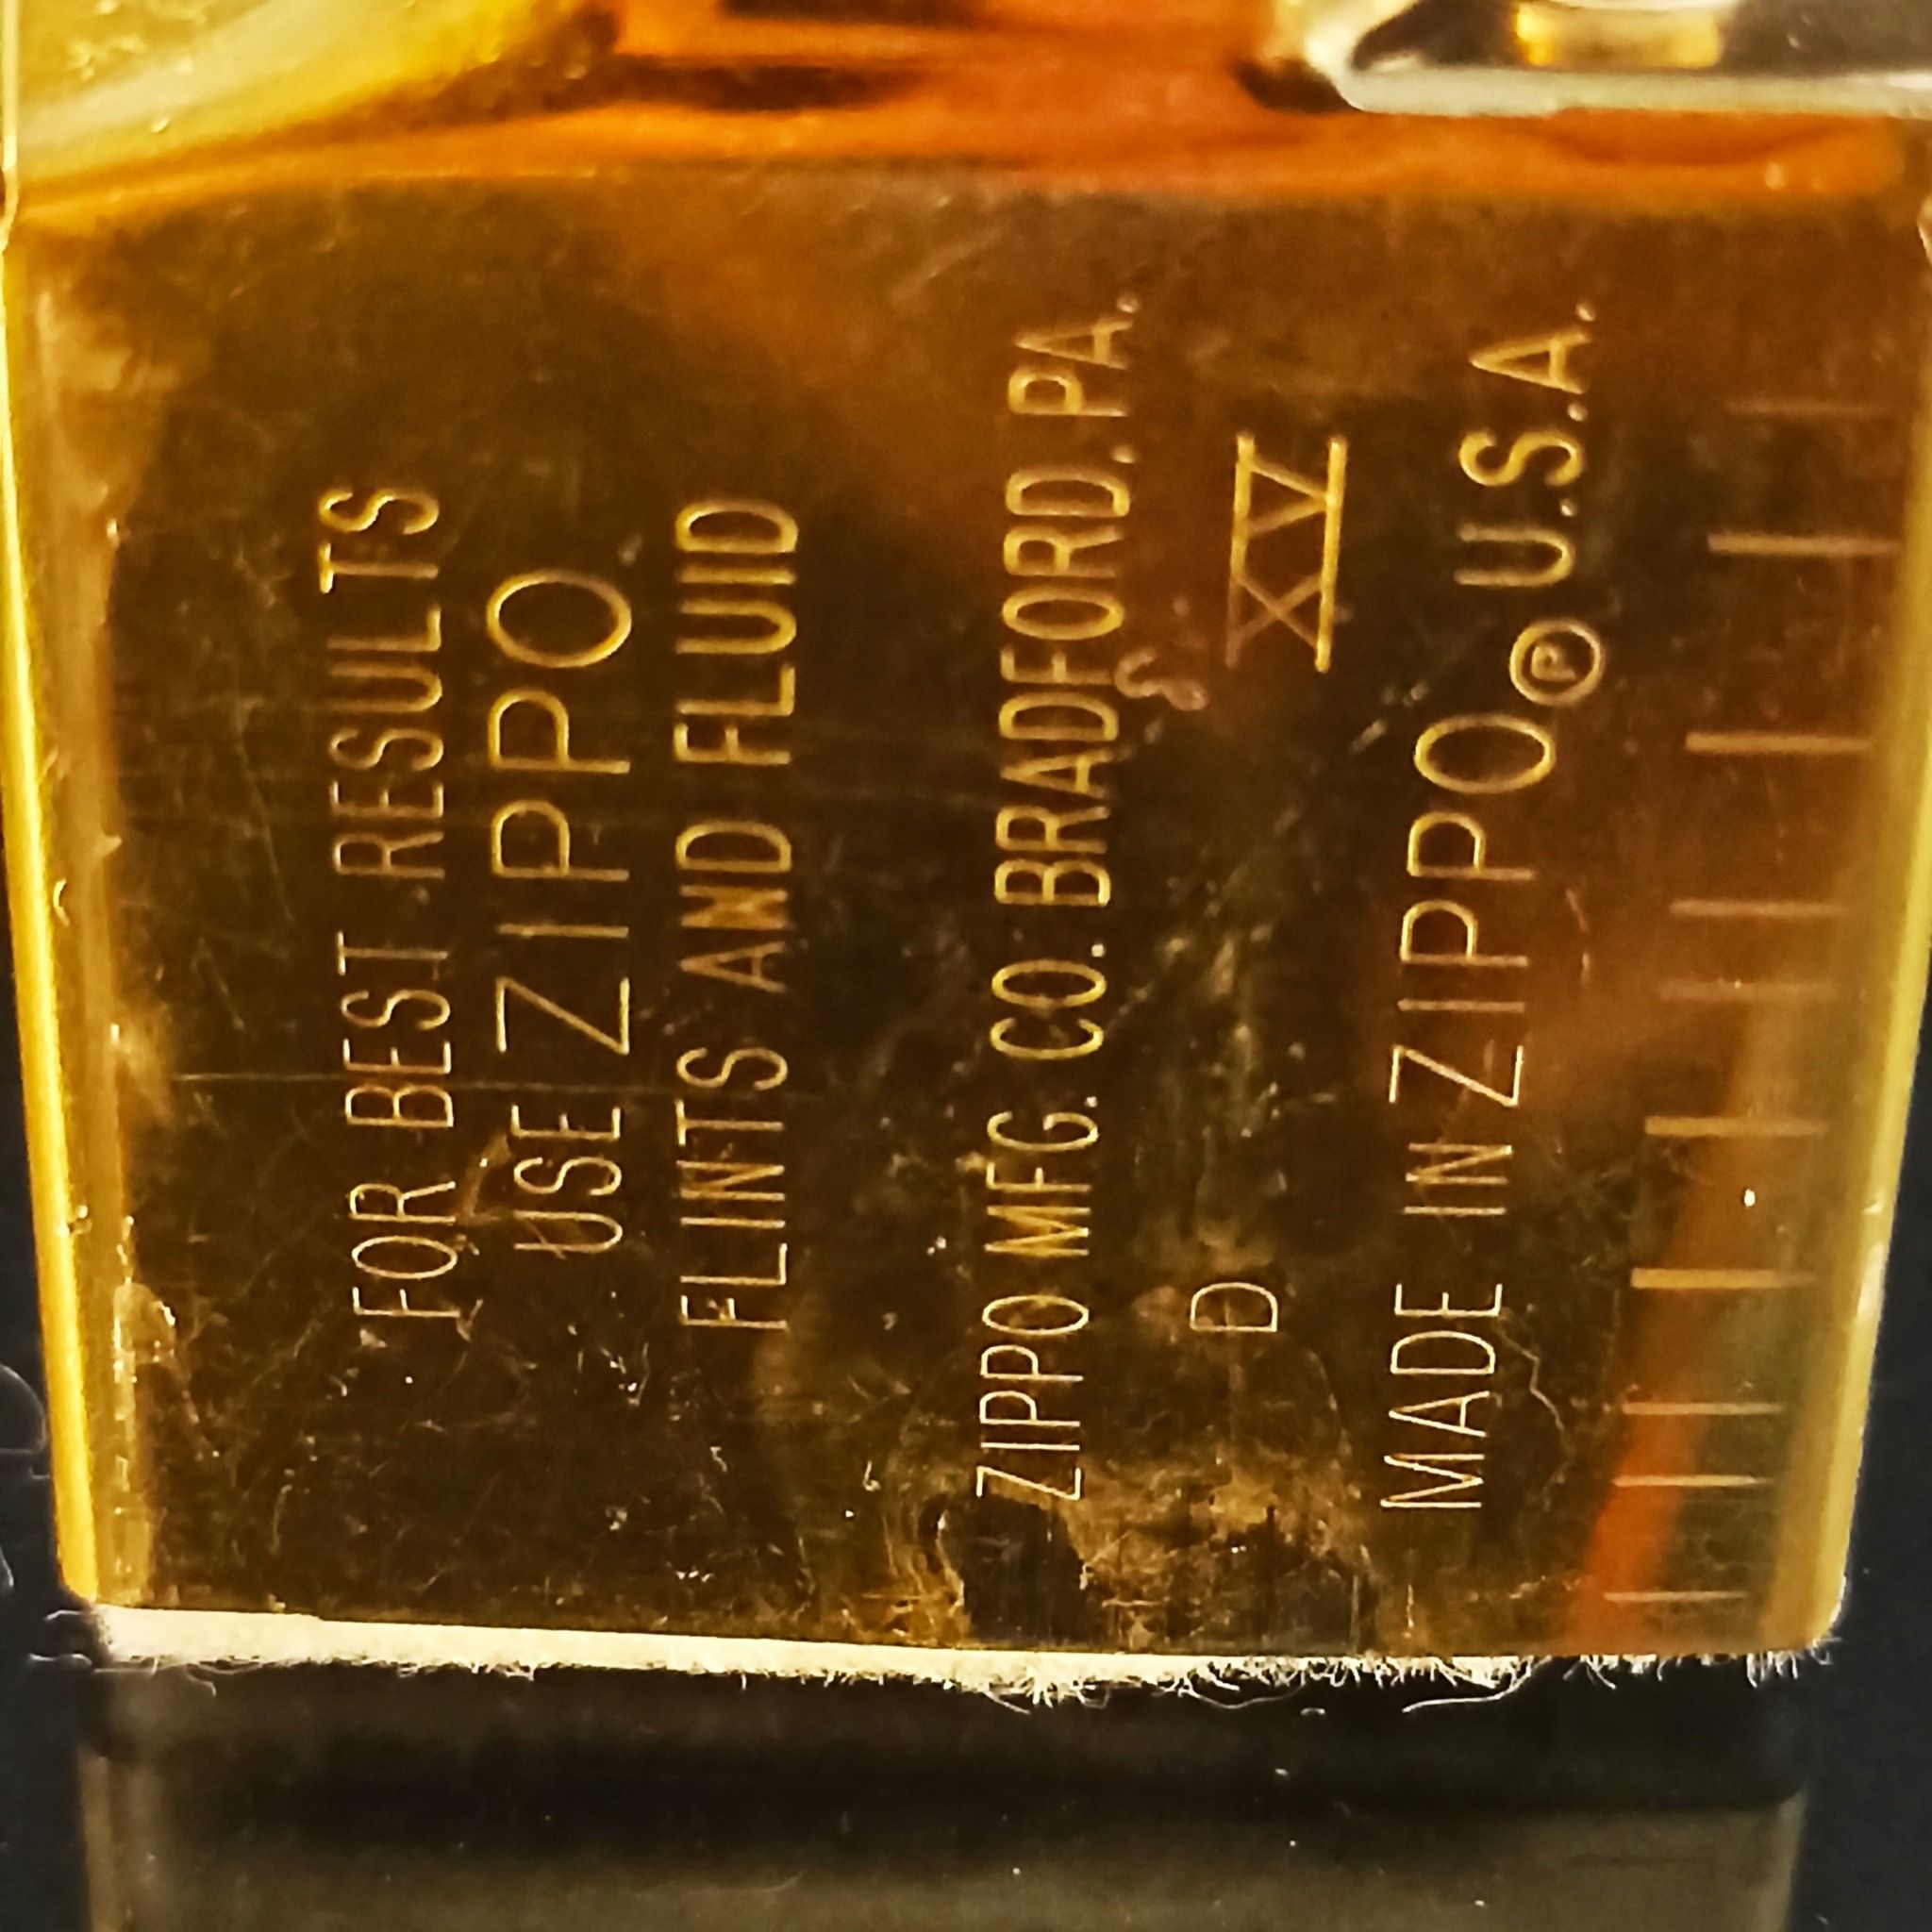 FOR BEST RESULTS
USE ZIPPO
FLINTS AND FLUID
ZIPPO MFG. CO. BRADFORD. PA.
D XV
MADE IN ZIPPO® U.S.A.